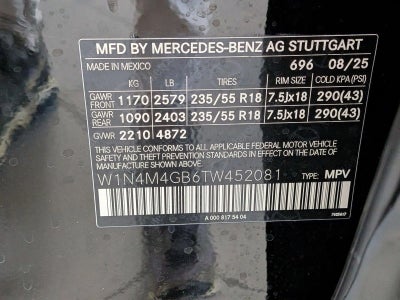 MFD BY MERCEDES-BENZ AG STUTTGART
MADE IN MEXICO 696 08/25
KG LB TIRES RIM SIZE COLD KPA (PSI)
GAWR FRONT 1170 2579 235/55 R18 7.5Jx18 290(43)
GAWR REAR 1090 2403 235/55 R18 7.5Jx18 290(43)
GVWR 2210 4872
THIS VEHICLE CONFORMS TO ALL APPLICABLE FEDERAL MOTOR
VEHICLE SAFETY AND THEFT PREVENTION STANDARDS IN EFFECT ON THE DATE
OF MANUFACTURE SHOWN ABOVE.
W1N4M4GB6TW452081 TYPE: MPV
A 000 817 54 04